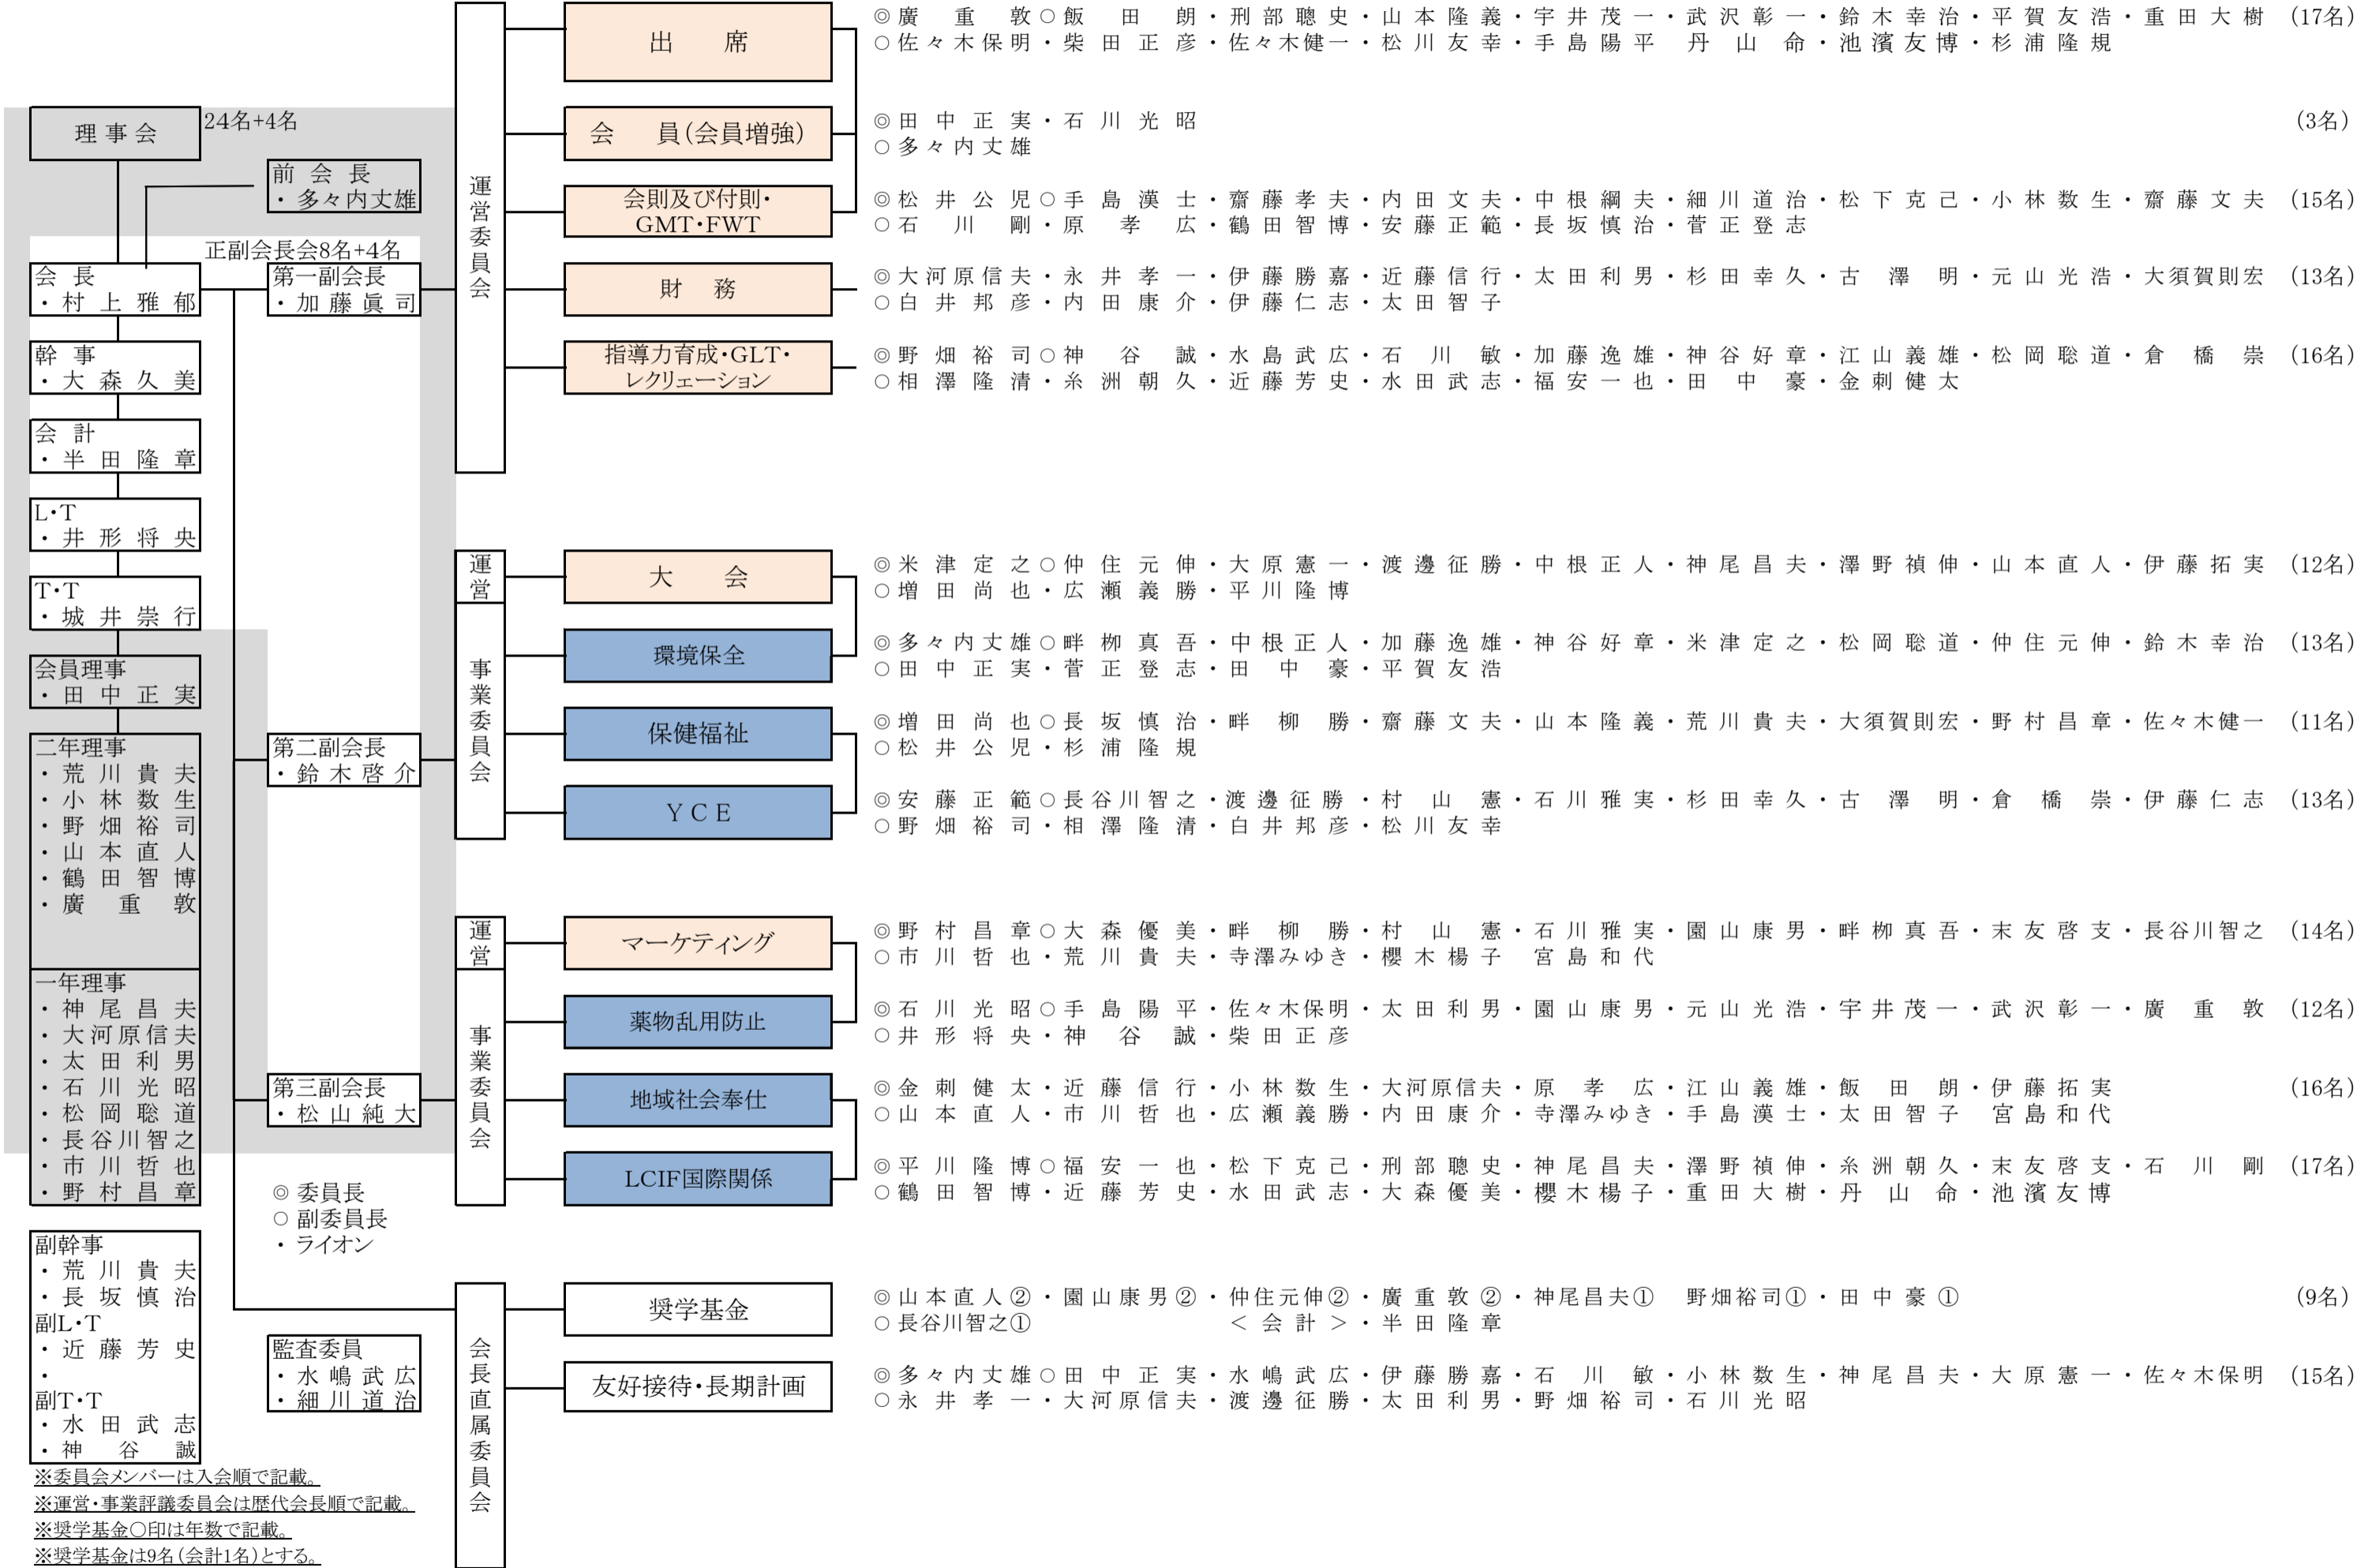 理事会
24名+4名
前会長
・多々内丈雄
正副会長会8名+4名
会長
・村上雅郁
第一副会長
・加藤眞司
幹事
・大森久美
会計
・半田隆章
L・T
・井形将央
T・T
・城井崇行
会員理事
・田中正実
二年理事
・荒川貴夫
・小林数生
・野畑裕司
・山本直人
・鶴田智博
・廣重敦
第二副会長
・鈴木啓介
一年理事
・神尾昌夫
・大河原信夫
・太田利男
・石川光昭
・松岡聡道
・長谷川智之
・市川哲也
・野村昌章
第三副会長
・松山純大
◎ 委員長
○ 副委員長
・ ライオン
副幹事
・荒川貴夫
・長坂慎治
副L・T
・近藤芳史
・
副T・T
・水田武志
・神谷誠
監査委員
・水嶋武広
・細川道治
※委員会メンバーは入会順で記載。
※運営・事業評議委員会は歴代会長順で記載。
※奨学基金○印は年数で記載。
※奨学基金は9名(会計1名)とする。
運営委員会
出席
◎廣重敦○飯田朗・刑部聰史・山本隆義・宇井茂一・武沢彰一・鈴木幸治・平賀友浩・重田大樹 (17名)
○佐々木保明・柴田正彦・佐々木健一・松川友幸・手島陽平 丹山命・池濱友博・杉浦隆規
会員(会員増強)
◎田中正実・石川光昭 (3名)
○多々内丈雄
会則及び付則・
GMT・FWT
◎松井公児○手島漢士・齋藤孝夫・内田文夫・中根綱夫・細川道治・松下克己・小林数生・齋藤文夫 (15名)
○石川剛・原孝広・鶴田智博・安藤正範・長坂慎治・菅正登志
財務
◎大河原信夫・永井孝一・伊藤勝嘉・近藤信行・太田利男・杉田幸久・古澤明・元山光浩・大須賀則宏 (13名)
○白井邦彦・内田康介・伊藤仁志・太田智子
指導力育成・GLT・
レクリェーション
◎野畑裕司○神谷誠・水島武広・石川敏・加藤逸雄・神谷好章・江山義雄・松岡聡道・倉橋崇 (16名)
○相澤隆清・糸洲朝久・近藤芳史・水田武志・福安一也・田中豪・金刺健太
運営
事業委員会
大会
◎米津定之○仲住元伸・大原憲一・渡邊征勝・中根正人・神尾昌夫・澤野禎伸・山本直人・伊藤拓実 (12名)
○増田尚也・広瀬義勝・平川隆博
環境保全
◎多々内丈雄○畔栁真吾・中根正人・加藤逸雄・神谷好章・米津定之・松岡聡道・仲住元伸・鈴木幸治 (13名)
○田中正実・菅正登志・田中豪・平賀友浩
保健福祉
◎増田尚也○長坂慎治・畔柳勝・齋藤文夫・山本隆義・荒川貴夫・大須賀則宏・野村昌章・佐々木健一 (11名)
○松井公児・杉浦隆規
YCE
◎安藤正範○長谷川智之・渡邊征勝・村山憲・石川雅実・杉田幸久・古澤明・倉橋崇・伊藤仁志 (13名)
○野畑裕司・相澤隆清・白井邦彦・松川友幸
運営
事業委員会
マーケティング
◎野村昌章○大森優美・畔柳勝・村山憲・石川雅実・園山康男・畔栁真吾・末友啓支・長谷川智之 (14名)
○市川哲也・荒川貴夫・寺澤みゆき・櫻木楊子 宮島和代
薬物乱用防止
◎石川光昭○手島陽平・佐々木保明・太田利男・園山康男・元山光浩・宇井茂一・武沢彰一・廣重敦 (12名)
○井形将央・神谷誠・柴田正彦
地域社会奉仕
◎金刺健太・近藤信行・小林数生・大河原信夫・原孝広・江山義雄・飯田朗・伊藤拓実 (16名)
○山本直人・市川哲也・広瀬義勝・内田康介・寺澤みゆき・手島漢士・太田智子 宮島和代
LCIF国際関係
◎平川隆博○福安一也・松下克己・刑部聰史・神尾昌夫・澤野禎伸・糸洲朝久・末友啓支・石川剛 (17名)
○鶴田智博・近藤芳史・水田武志・大森優美・櫻木楊子・重田大樹・丹山命・池濱友博
会長直属委員会
奨学基金
◎山本直人②・園山康男②・仲住元伸②・廣重敦②・神尾昌夫① 野畑裕司①・田中豪① (9名)
○長谷川智之① <会計>・半田隆章
友好接待・長期計画
◎多々内丈雄○田中正実・水嶋武広・伊藤勝嘉・石川敏・小林数生・神尾昌夫・大原憲一・佐々木保明 (15名)
○永井孝一・大河原信夫・渡邊征勝・太田利男・野畑裕司・石川光昭